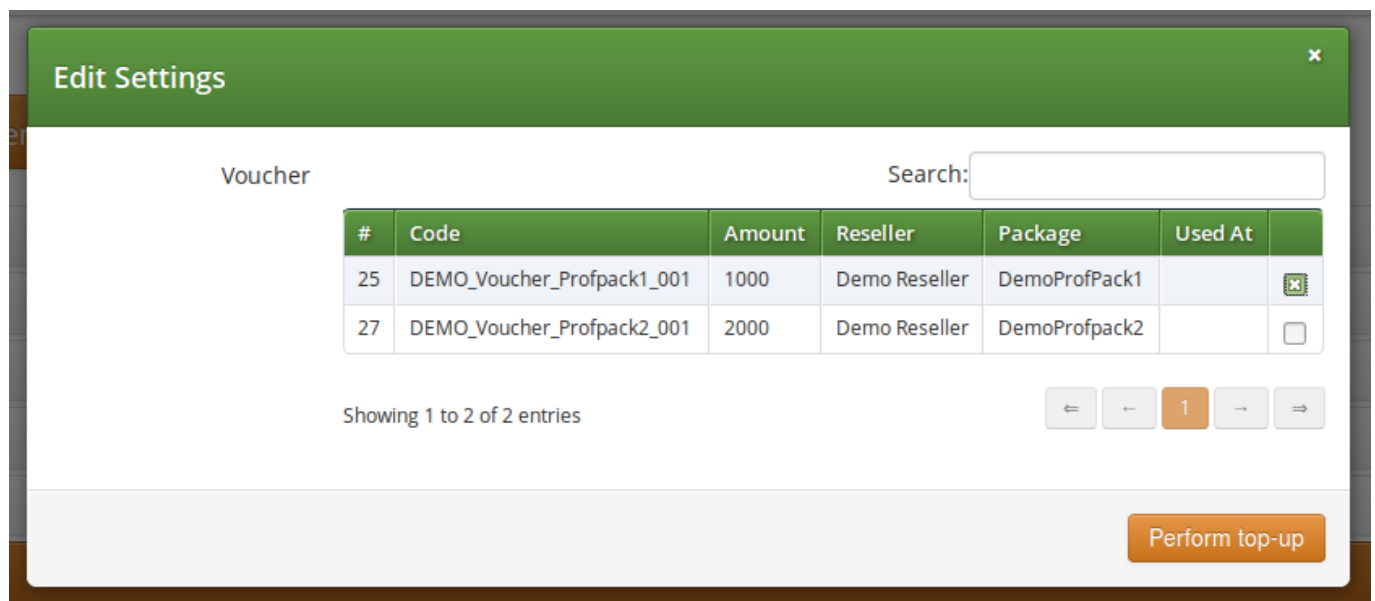 ×
Edit Settings
er
Voucher
Search:
# Code Amount Reseller Package Used At
25 DEMO_Voucher_Profpack1_001 1000 Demo Reseller DemoProfPack1
27 DEMO_Voucher_Profpack2_001 2000 Demo Reseller DemoProfpack2
Showing 1 to 2 of 2 entries
⇐ ← 1 → ⇒
Perform top-up